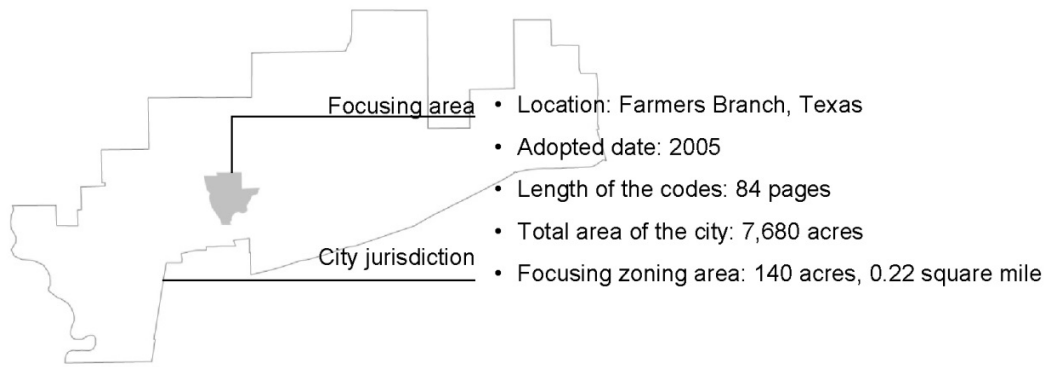 Focusing area
• Location: Farmers Branch, Texas
• Adopted date: 2005
• Length of the codes: 84 pages
• Total area of the city: 7,680 acres
City jurisdiction
• Focusing zoning area: 140 acres, 0.22 square mile